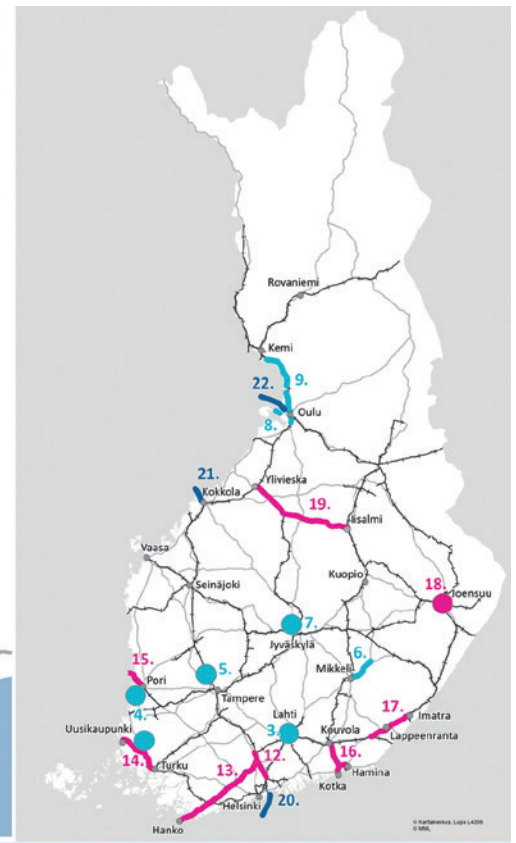 Rovaniemi
Kemi
9.
22.
Oulu
8.
21.
Kokkola
Ylivieska
19.
Iisalmi
Vaasa
Seinäjoki
Kuopio
18.
Joensuu
7.
Jyväskylä
6.
Mikkeli
15.
Pori
5.
4.
Tampere
17.
Imatra
Lappeenranta
Lahti
3.
Kouvola
Uusikaupunki
14.
Turku
13.
12.
16.
Hamina
Kotka
Helsinki
20.
Hanko
© Karttakeskus, Lupa L4356
© MML